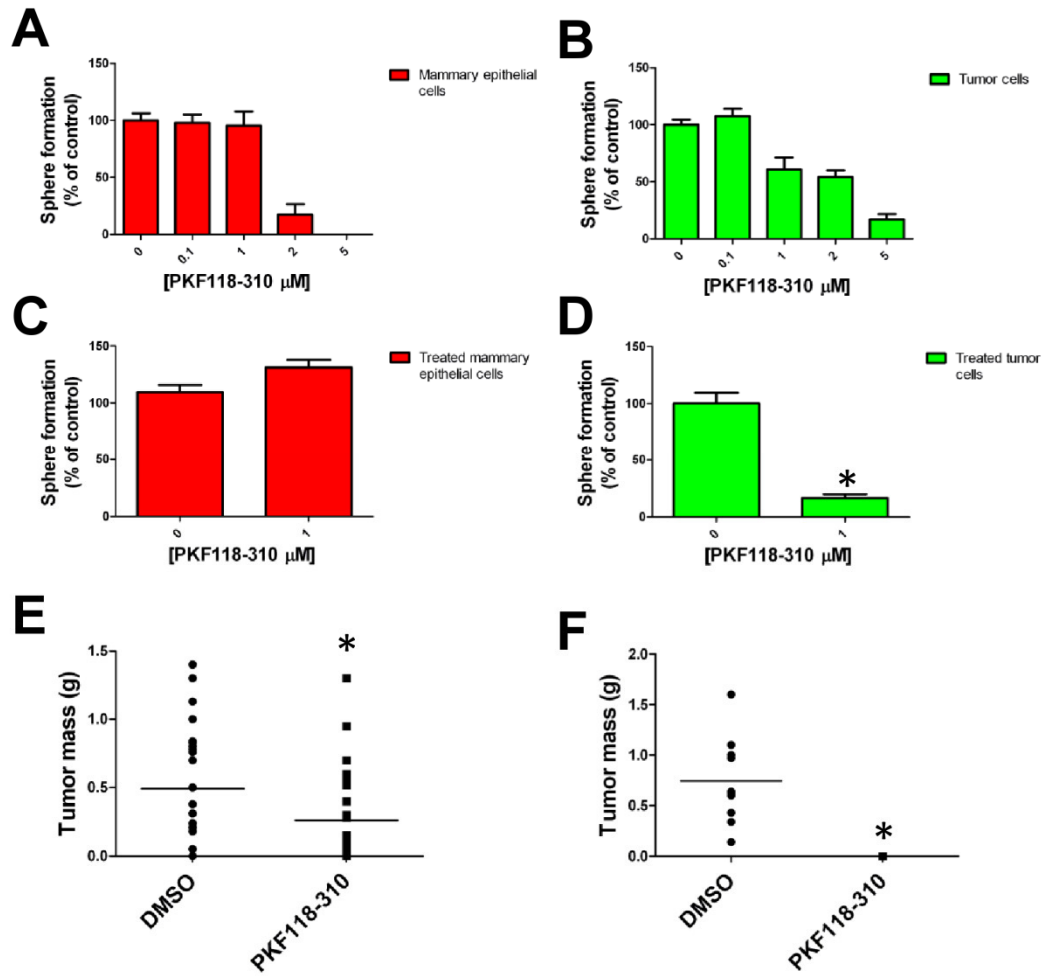 A
Sphere formation
(% of control)
150
100
50
0
0
0.1
1
2
5
[PKF118-310 μM]
Mammary epithelial
cells
B
Sphere formation
(% of control)
150
100
50
0
0
0.1
1
2
5
[PKF118-310 μM]
Tumor cells
C
Sphere formation
(% of control)
150
100
50
0
0
1
[PKF118-310 μM]
Treated mammary
epithelial cells
D
Sphere formation
(% of control)
150
100
50
0
*
0
1
[PKF118-310 μM]
Treated tumor
cells
E
Tumor mass (g)
1.5
1.0
0.5
0.0
*
DMSO
PKF118-310
F
Tumor mass (g)
2.0
1.5
1.0
0.5
0.0
*
DMSO
PKF118-310